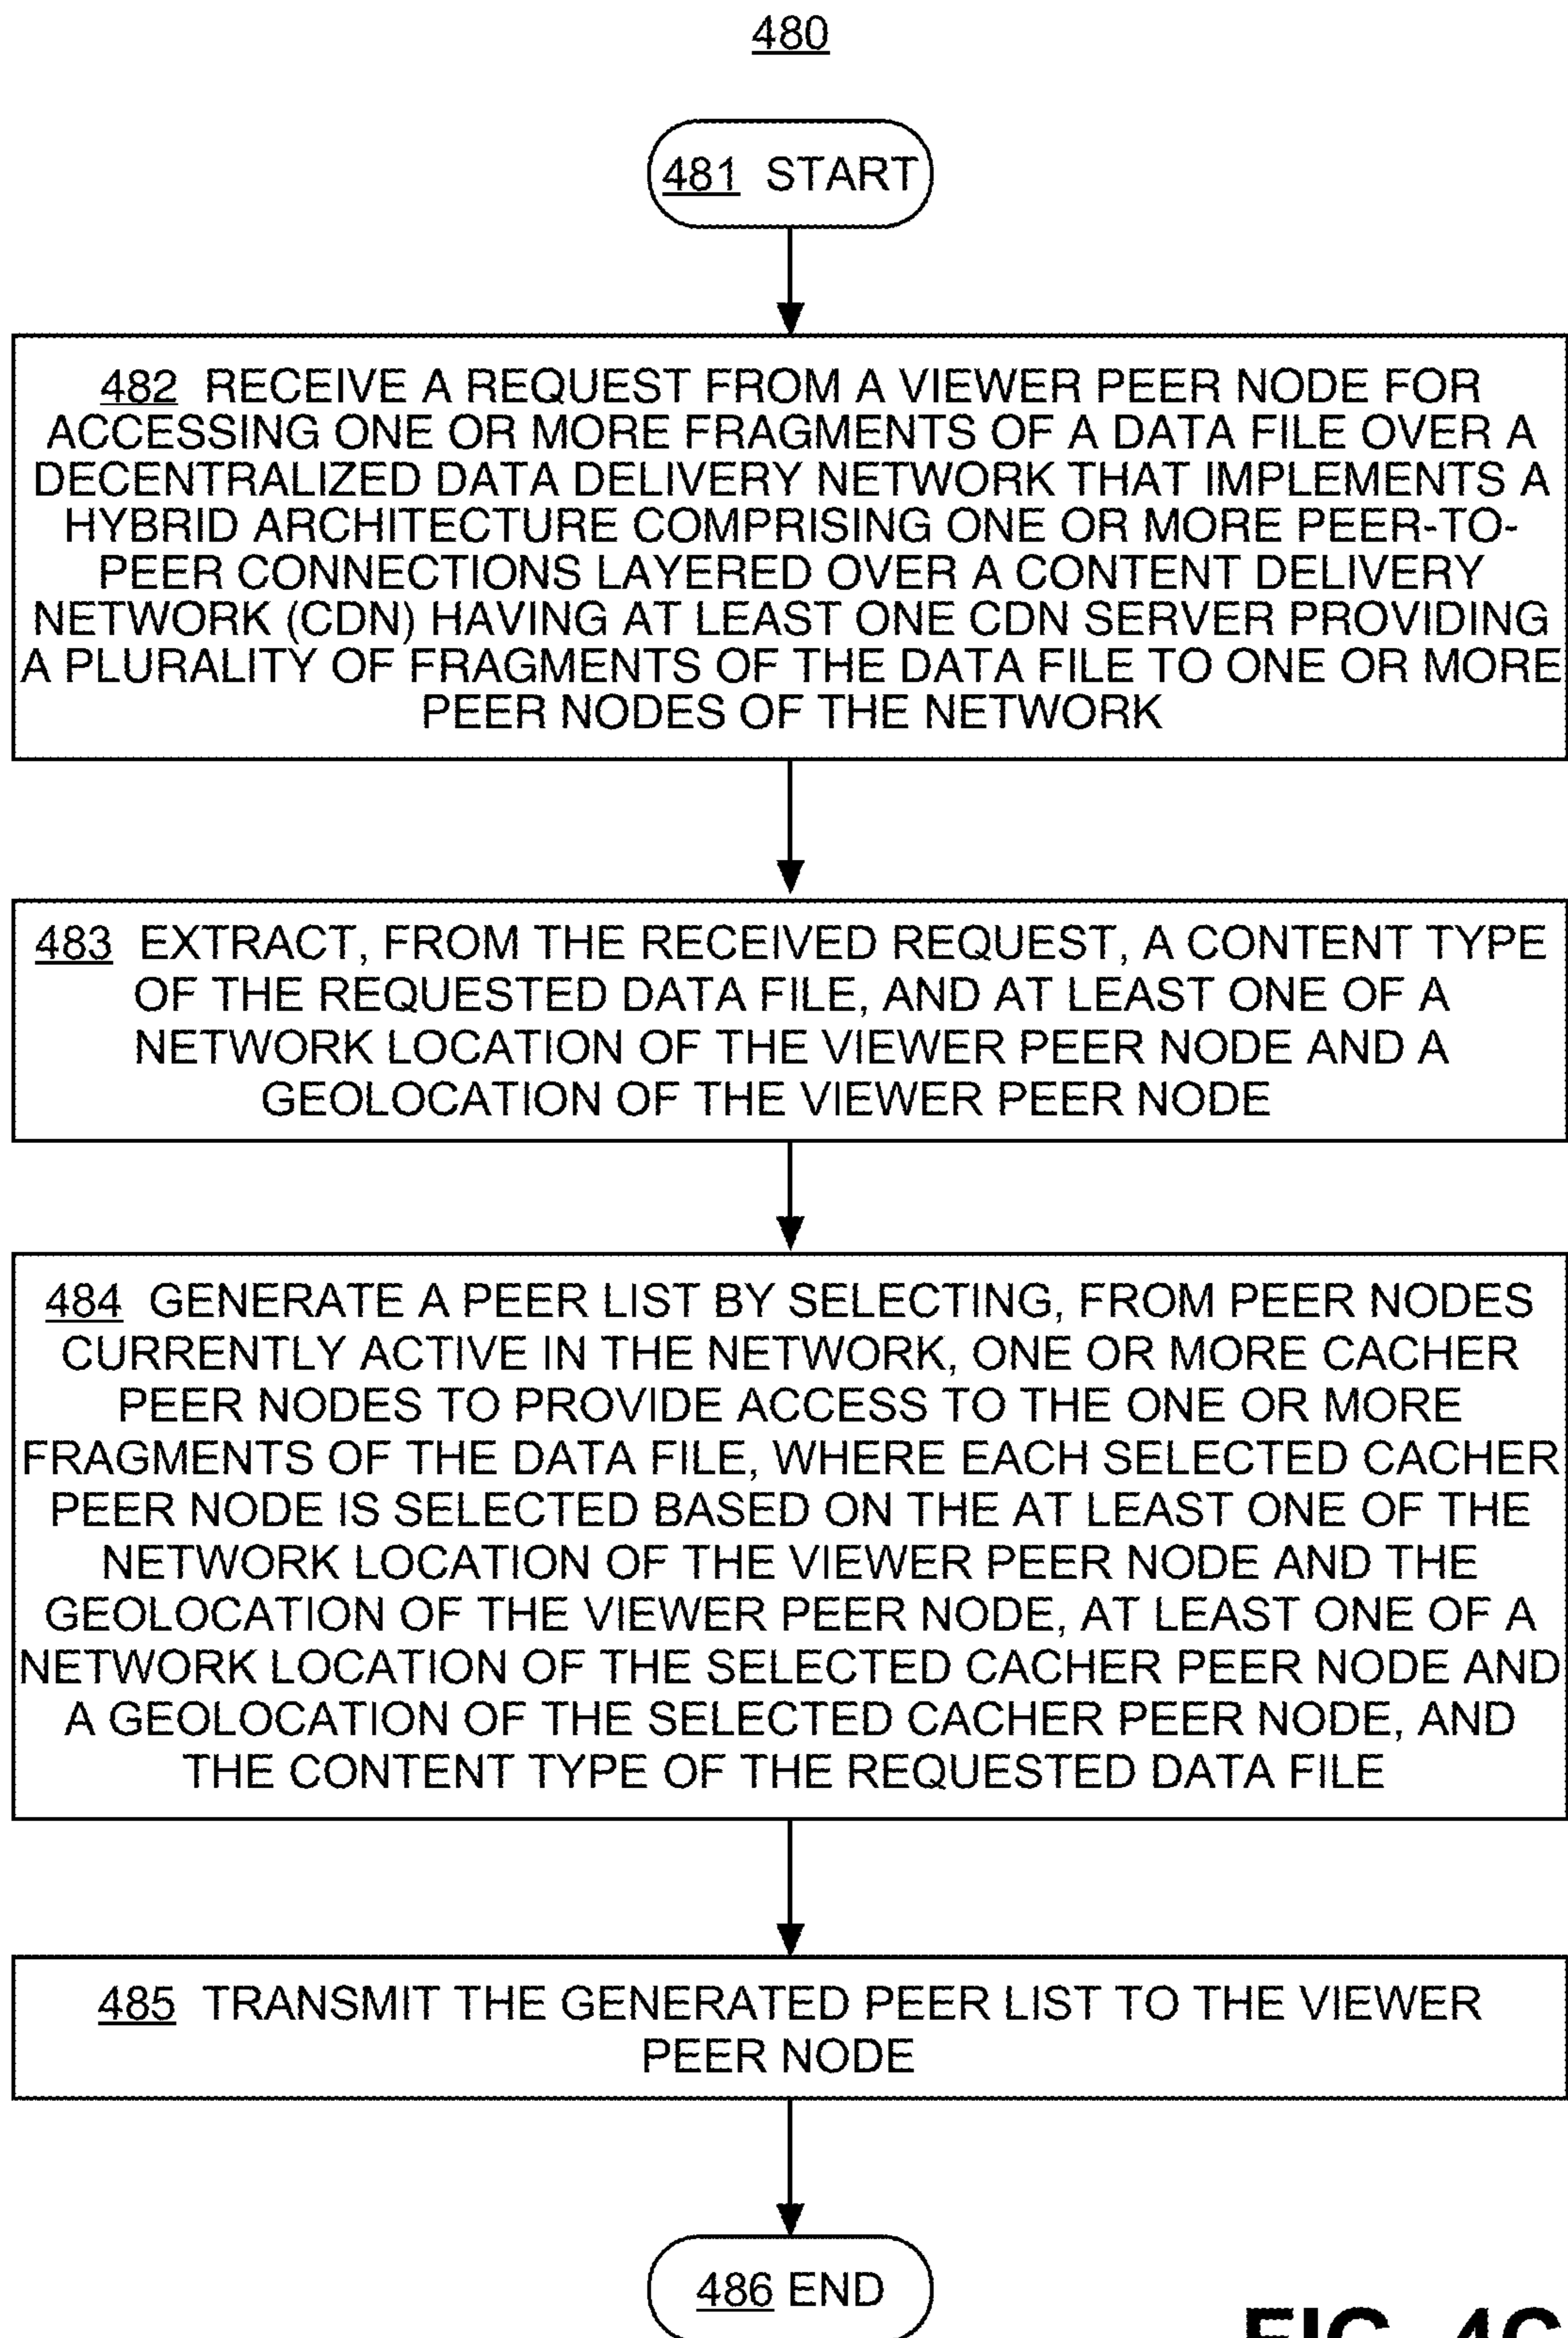 480
481 START
482 RECEIVE A REQUEST FROM A VIEWER PEER NODE FOR
ACCESSING ONE OR MORE FRAGMENTS OF A DATA FILE OVER A
DECENTRALIZED DATA DELIVERY NETWORK THAT IMPLEMENTS A
HYBRID ARCHITECTURE COMPRISING ONE OR MORE PEER-TO-
PEER CONNECTIONS LAYERED OVER A CONTENT DELIVERY
NETWORK (CDN) HAVING AT LEAST ONE CDN SERVER PROVIDING
A PLURALITY OF FRAGMENTS OF THE DATA FILE TO ONE OR MORE
PEER NODES OF THE NETWORK
483 EXTRACT, FROM THE RECEIVED REQUEST, A CONTENT TYPE
OF THE REQUESTED DATA FILE, AND AT LEAST ONE OF A
NETWORK LOCATION OF THE VIEWER PEER NODE AND A
GEOLOCATION OF THE VIEWER PEER NODE
484 GENERATE A PEER LIST BY SELECTING, FROM PEER NODES
CURRENTLY ACTIVE IN THE NETWORK, ONE OR MORE CACHER
PEER NODES TO PROVIDE ACCESS TO THE ONE OR MORE
FRAGMENTS OF THE DATA FILE, WHERE EACH SELECTED CACHER
PEER NODE IS SELECTED BASED ON THE AT LEAST ONE OF THE
NETWORK LOCATION OF THE VIEWER PEER NODE AND THE
GEOLOCATION OF THE VIEWER PEER NODE, AT LEAST ONE OF A
NETWORK LOCATION OF THE SELECTED CACHER PEER NODE AND
A GEOLOCATION OF THE SELECTED CACHER PEER NODE, AND
THE CONTENT TYPE OF THE REQUESTED DATA FILE
485 TRANSMIT THE GENERATED PEER LIST TO THE VIEWER
PEER NODE
486 END